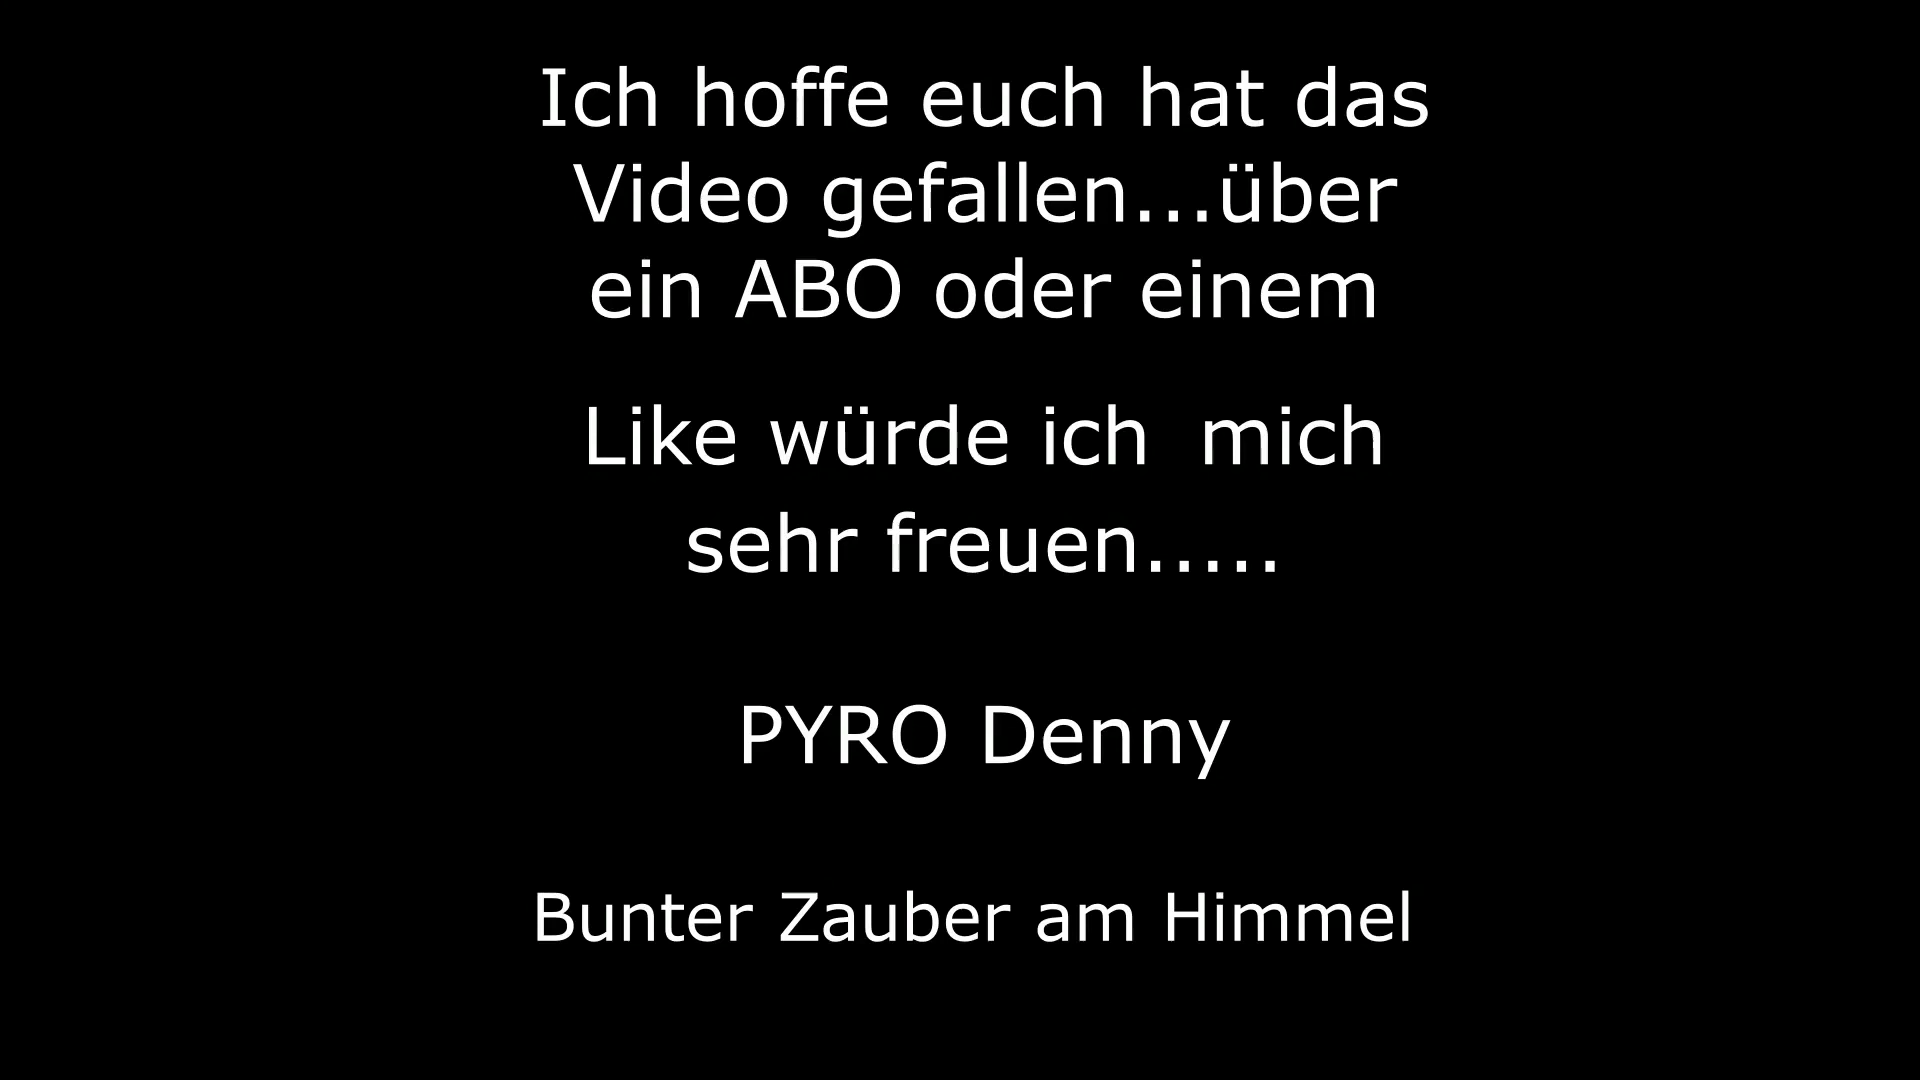 Ich hoffe euch hat das
Video gefallen...über
ein ABO oder einem
Like würde ich  mich
sehr freuen.....
PYRO Denny
Bunter Zauber am Himmel